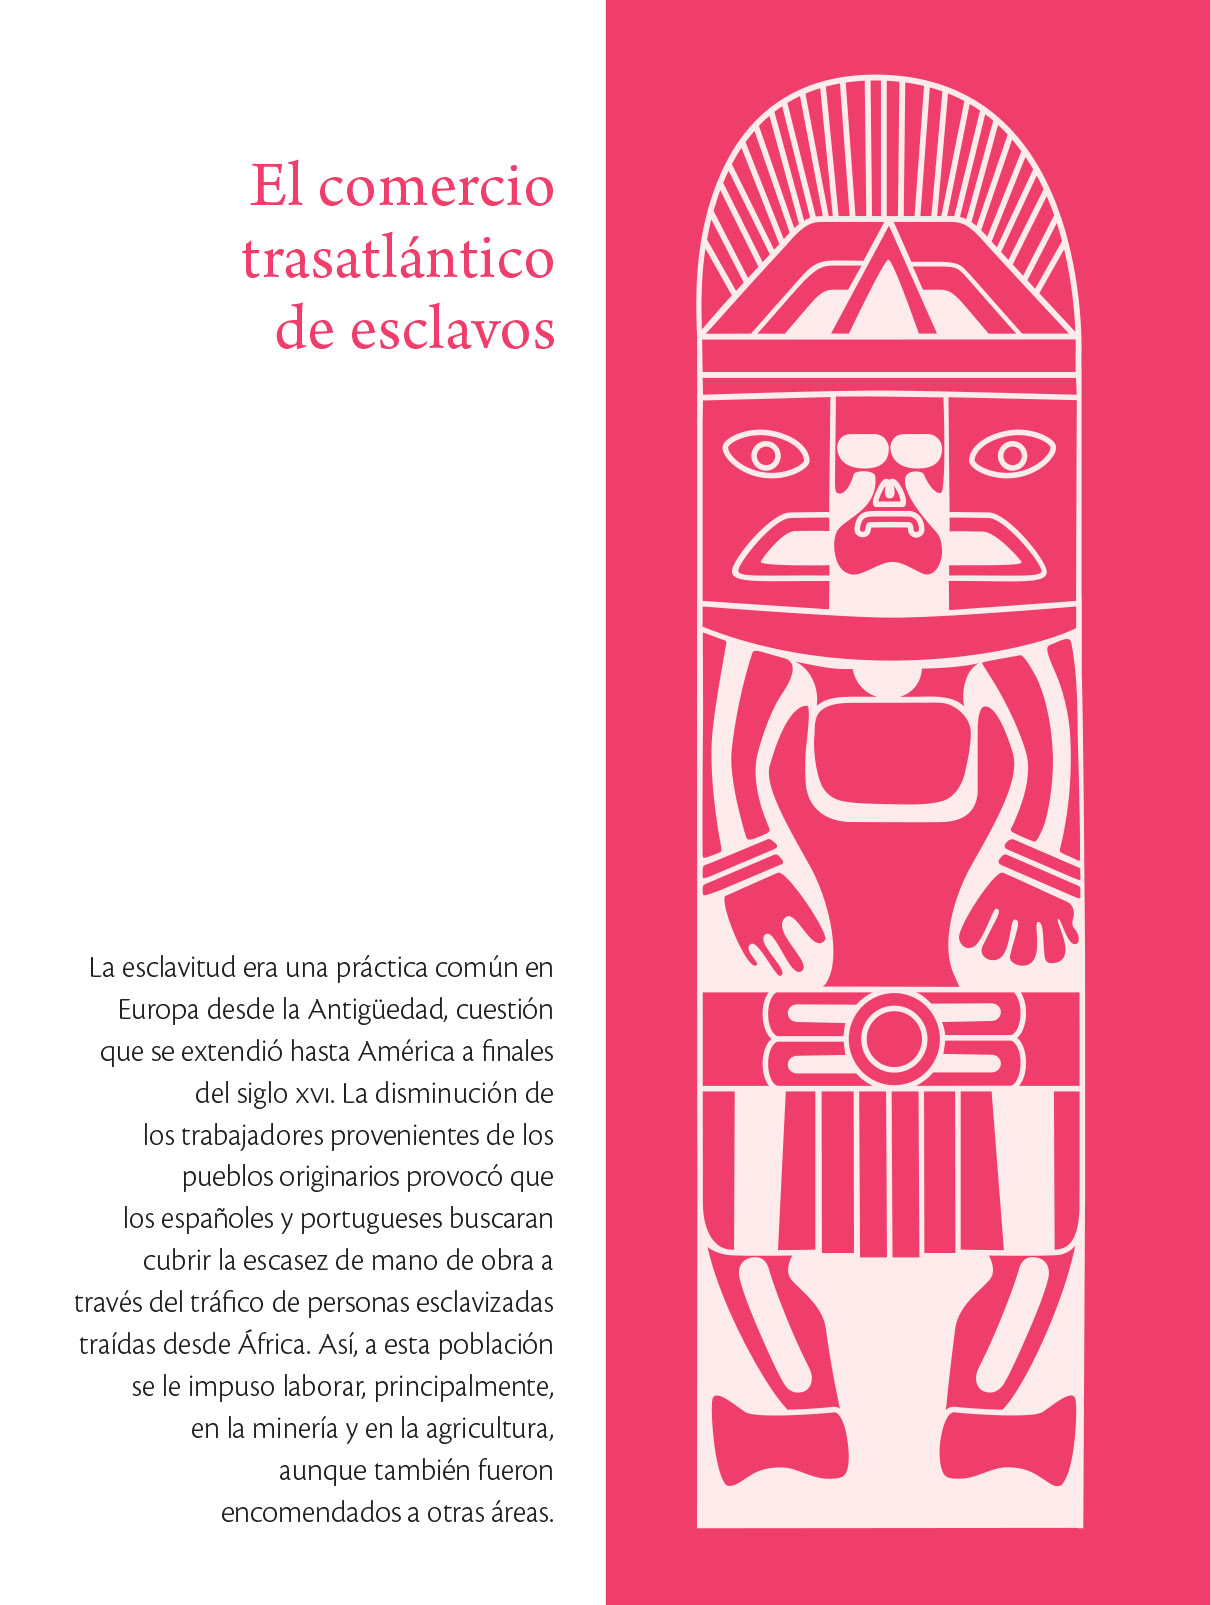 El comercio
trasatlántico
de esclavos
La esclavitud era una práctica común en
Europa desde la Antigüedad, cuestión
que se extendió hasta América a finales
del siglo XVI. La disminución de
los trabajadores provenientes de los
pueblos originarios provocó que
los españoles y portugueses buscaran
cubrir la escasez de mano de obra a
través del tráfico de personas esclavizadas
traídas desde África. Así, a esta población
se le impuso laborar, principalmente,
en la minería y en la agricultura,
aunque también fueron
encomendados a otras áreas.